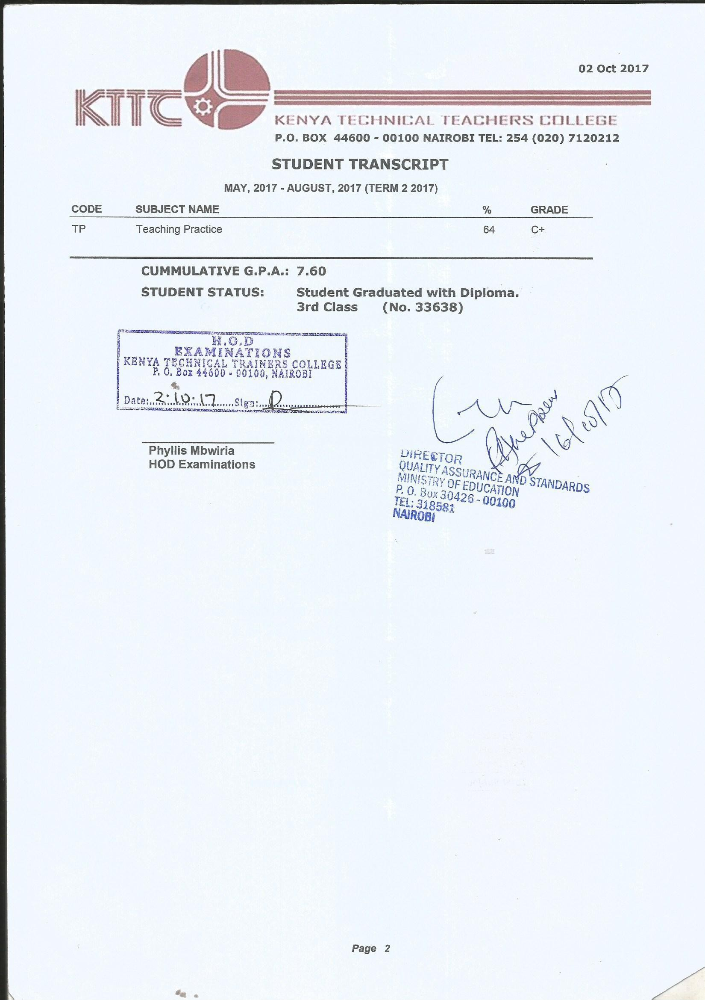 02 Oct 2017
KTTC
KENYA TECHNICAL TEACHERS COLLEGE
P.O. BOX 44600 - 00100 NAIROBI TEL: 254 (020) 7120212
STUDENT TRANSCRIPT
MAY, 2017 - AUGUST, 2017 (TERM 2 2017)
CODE SUBJECT NAME % GRADE
TP Teaching Practice 64 C+
CUMMULATIVE G.P.A.: 7.60
STUDENT STATUS: Student Graduated with Diploma.
3rd Class (No. 33638)
H.O.D
EXAMINATIONS
KENYA TECHNICAL TRAINERS COLLEGE
P. O. Box 44600 - 00100, NAIROBI
Date: 2.10.17 Sign:
Phyllis Mbwiria
HOD Examinations
DIRECTOR
QUALITY ASSURANCE AND STANDARDS
MINISTRY OF EDUCATION
P. O. Box 30426 - 00100
TEL: 318581
NAIROBI
Page 2